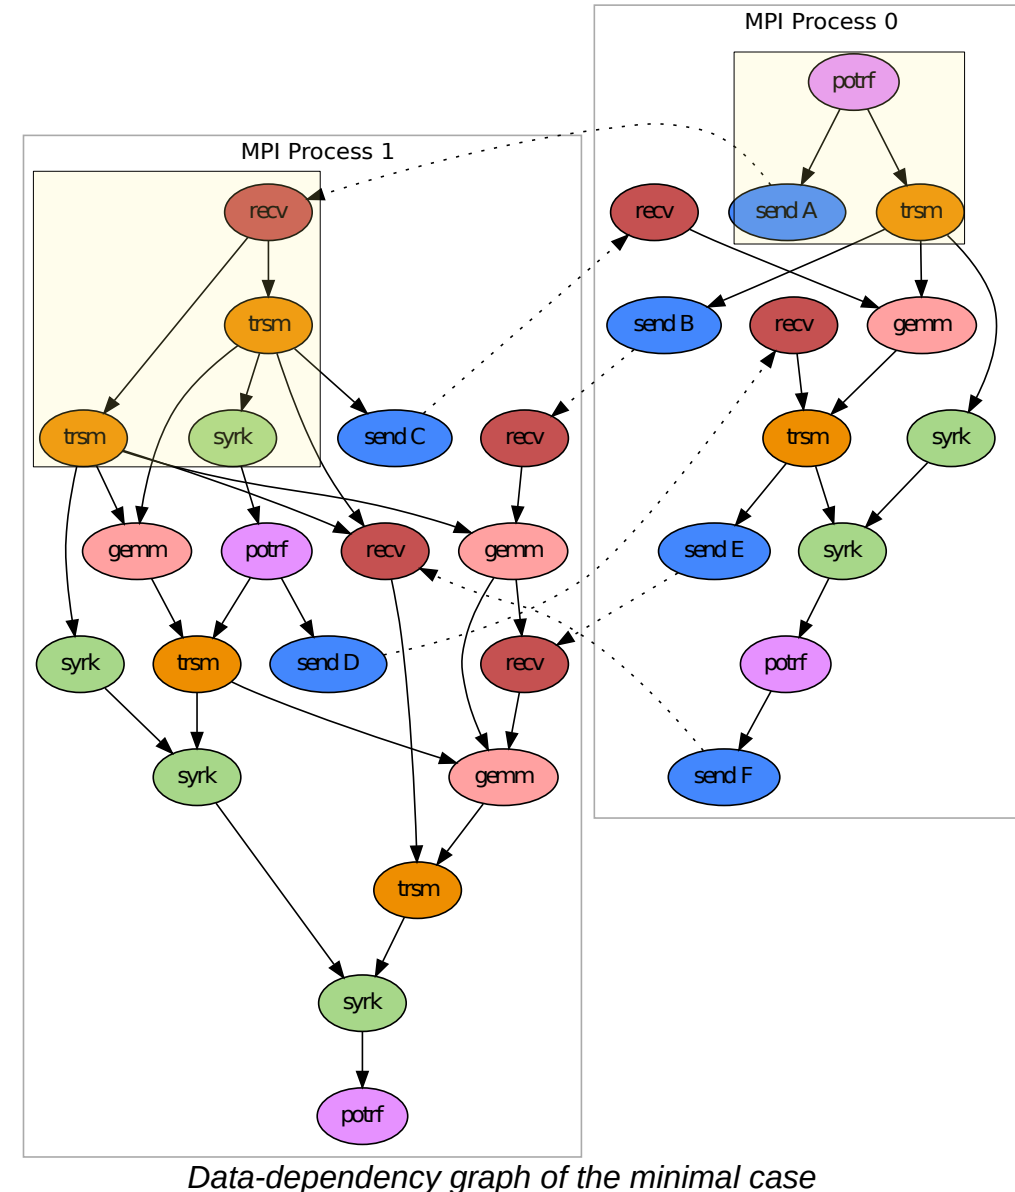 MPI Process 0
potrf
MPI Process 1
recv
recv
send A
trsm
trsm
send B
recv
gemm
trsm
syrk
send C
recv
trsm
syrk
gemm
potrf
recv
gemm
send E
syrk
syrk
trsm
send D
recv
potrf
syrk
gemm
send F
trsm
syrk
potrf
Data-dependency graph of the minimal case